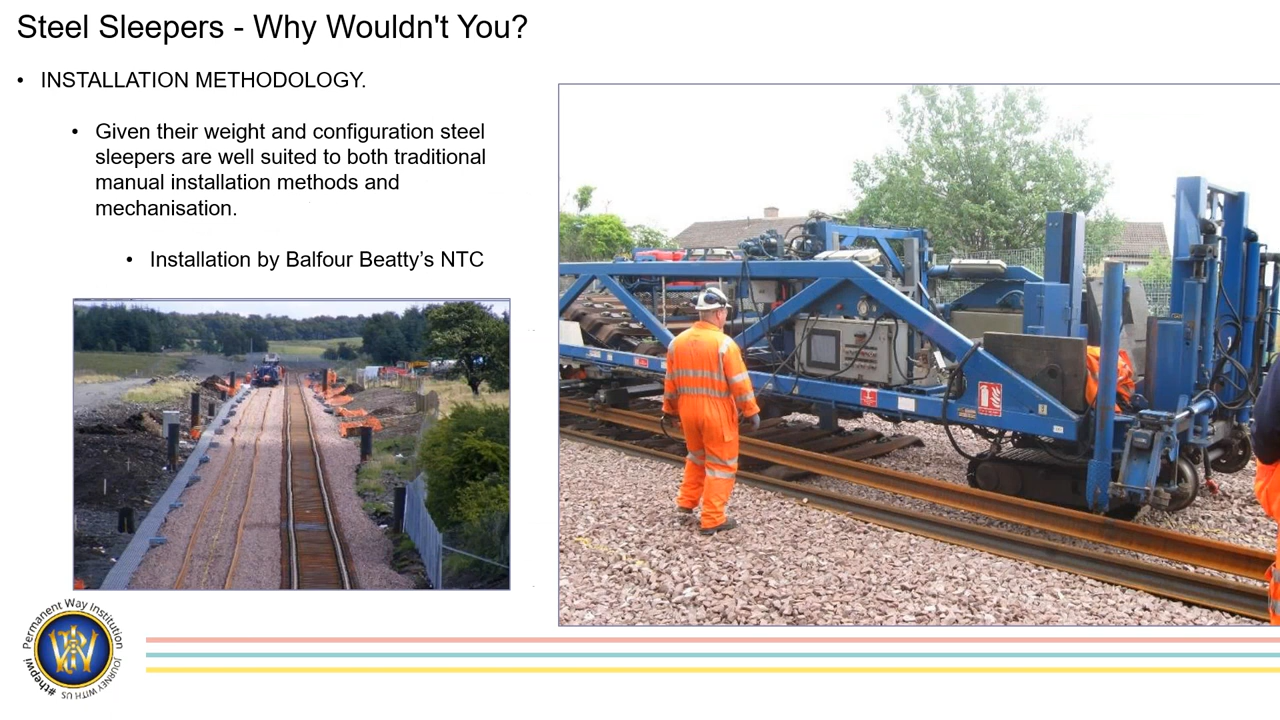 Steel Sleepers - Why Wouldn't You?
• INSTALLATION METHODOLOGY.
• Given their weight and configuration steel
sleepers are well suited to both traditional
manual installation methods and
mechanisation.
• Installation by Balfour Beatty’s NTC
Permanent Way Institution
#thepwi
JOURNEY WITH US